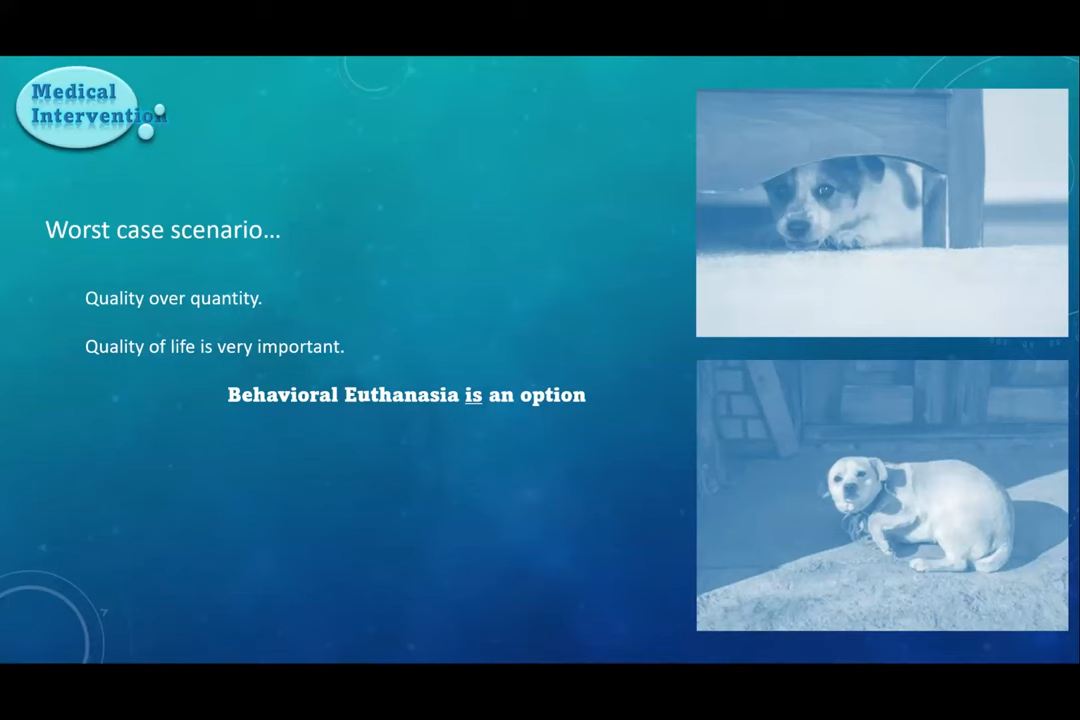 Medical
Intervention
Worst case scenario...
Quality over quantity.
Quality of life is very important.
Behavioral Euthanasia is an option